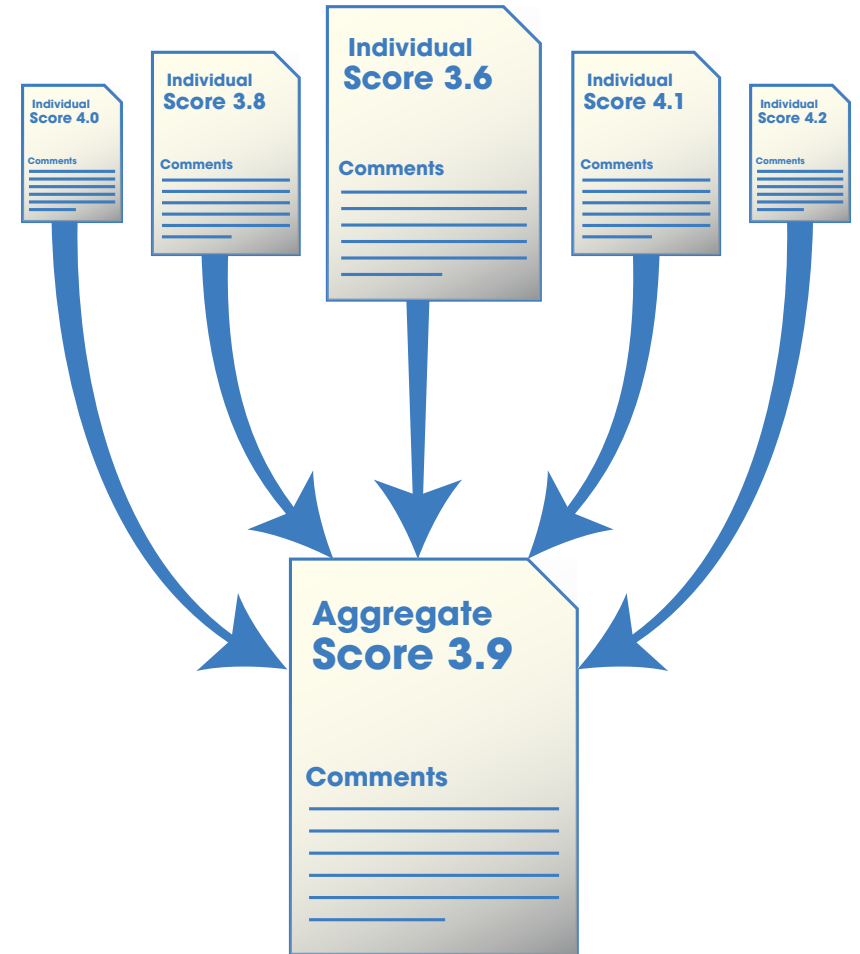 Individual
Score 4.0
Comments
Individual
Score 3.8
Comments
Individual
Score 3.6
Comments
Individual
Score 4.1
Comments
Individual
Score 4.2
Comments
Aggregate
Score 3.9
Comments